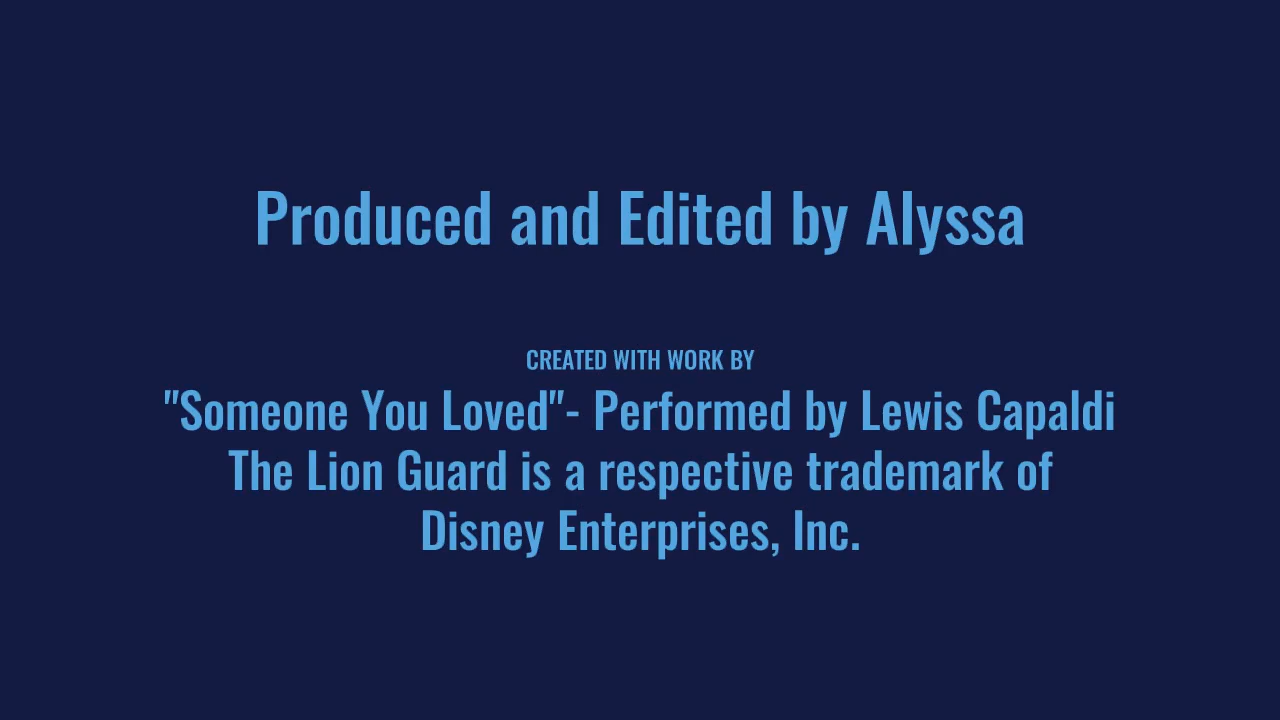 Produced and Edited by Alyssa
CREATED WITH WORK BY
"Someone You Loved"- Performed by Lewis Capaldi
The Lion Guard is a respective trademark of
Disney Enterprises, Inc.